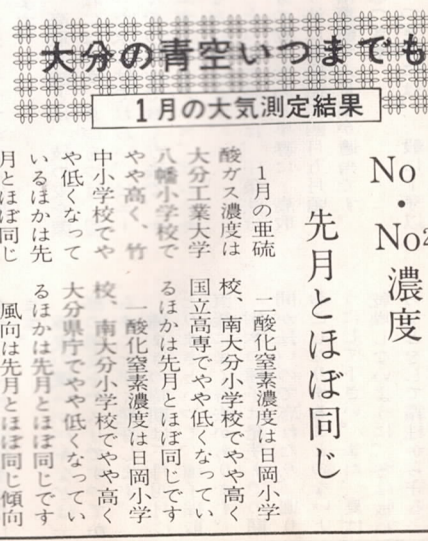 大分の青空いつまでも
1月の大気測定結果
No・No²濃度
先月とほぼ同じ
1月の亜硫
酸ガス濃度は
大分工業大学
八幡小学校で
やや高く、竹
中小学校でや
や低くなって
いるほかは先
月とほぼ同じ
二酸化窒素濃度は日岡小学
校、南大分小学校でやや高く
国立高専でやや低くなってい
るほかは先月とほぼ同じです
一酸化窒素濃度は日岡小学
校、南大分小学校でやや高く
大分県庁でやや低くなってい
るほかは先月とほぼ同じです
風向は先月とほぼ同じ傾向